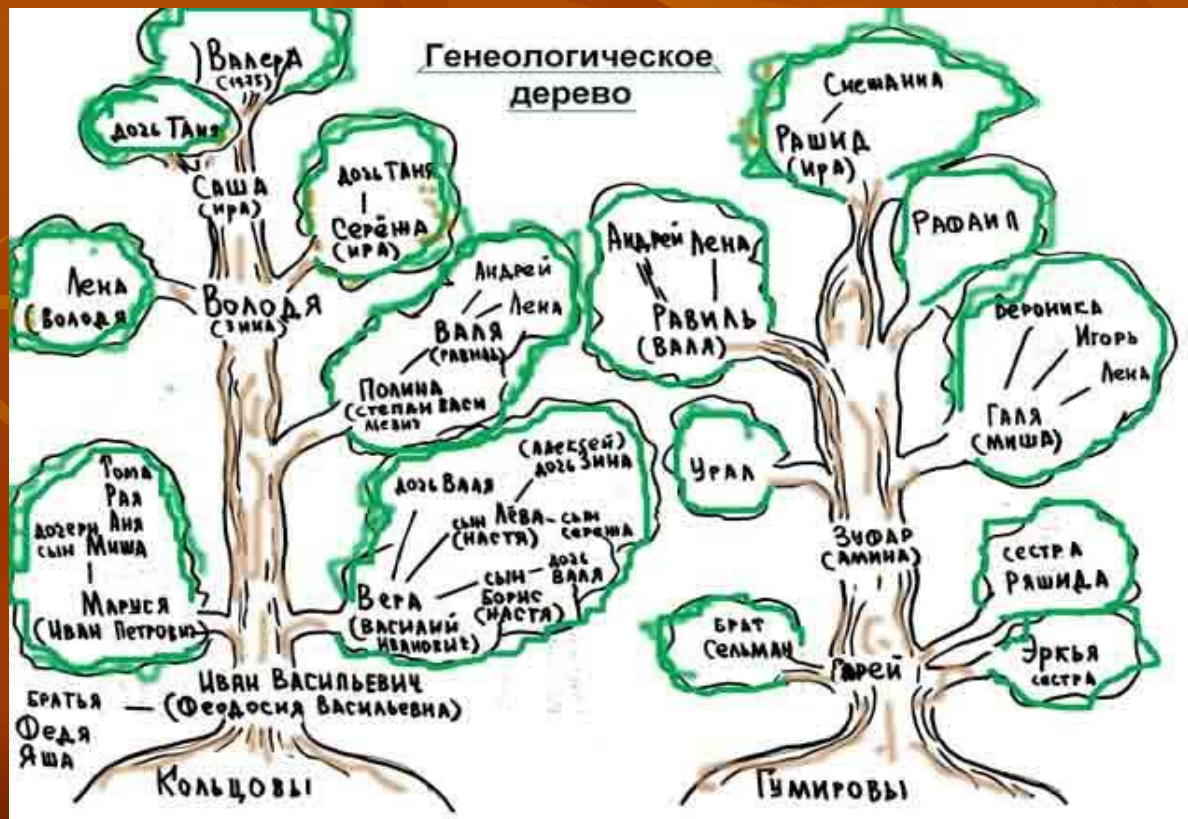 Генеологическое
дерево
Валера
(1975)
дочь Таня
Саша
(Ира)
дочь Таня
Серёжа
(Ира)
Лена
(Володя
Володя
(Зина)
Андрей
Лена
Валя
(Равиль)
Полина
(Степан Васи
льевич
Тома
Рая
дочери Аня
сын Миша
Маруся
(Иван Петрович
(Алексей)
дочь Зина
дочь Валя
сын Лёва - сын
(Настя) Серёжа
сын - дочь
Борис Валя
(Настя)
Вера
(Василий
Иванович)
Иван Васильевич
(Феодосия Васильевна)
Братья
Федя
Яша
Кольцовы
Снежанна
Рашид
(Ира)
Рафаил
Андрей Лена
Равиль
(Валя)
Вероника
Игорь
Лена
Галя
(Миша)
Урал
Зуфар
(Амина)
сестра
Ряшида
брат
Сельман
Гарей
Эркья
сестра
Гумировы